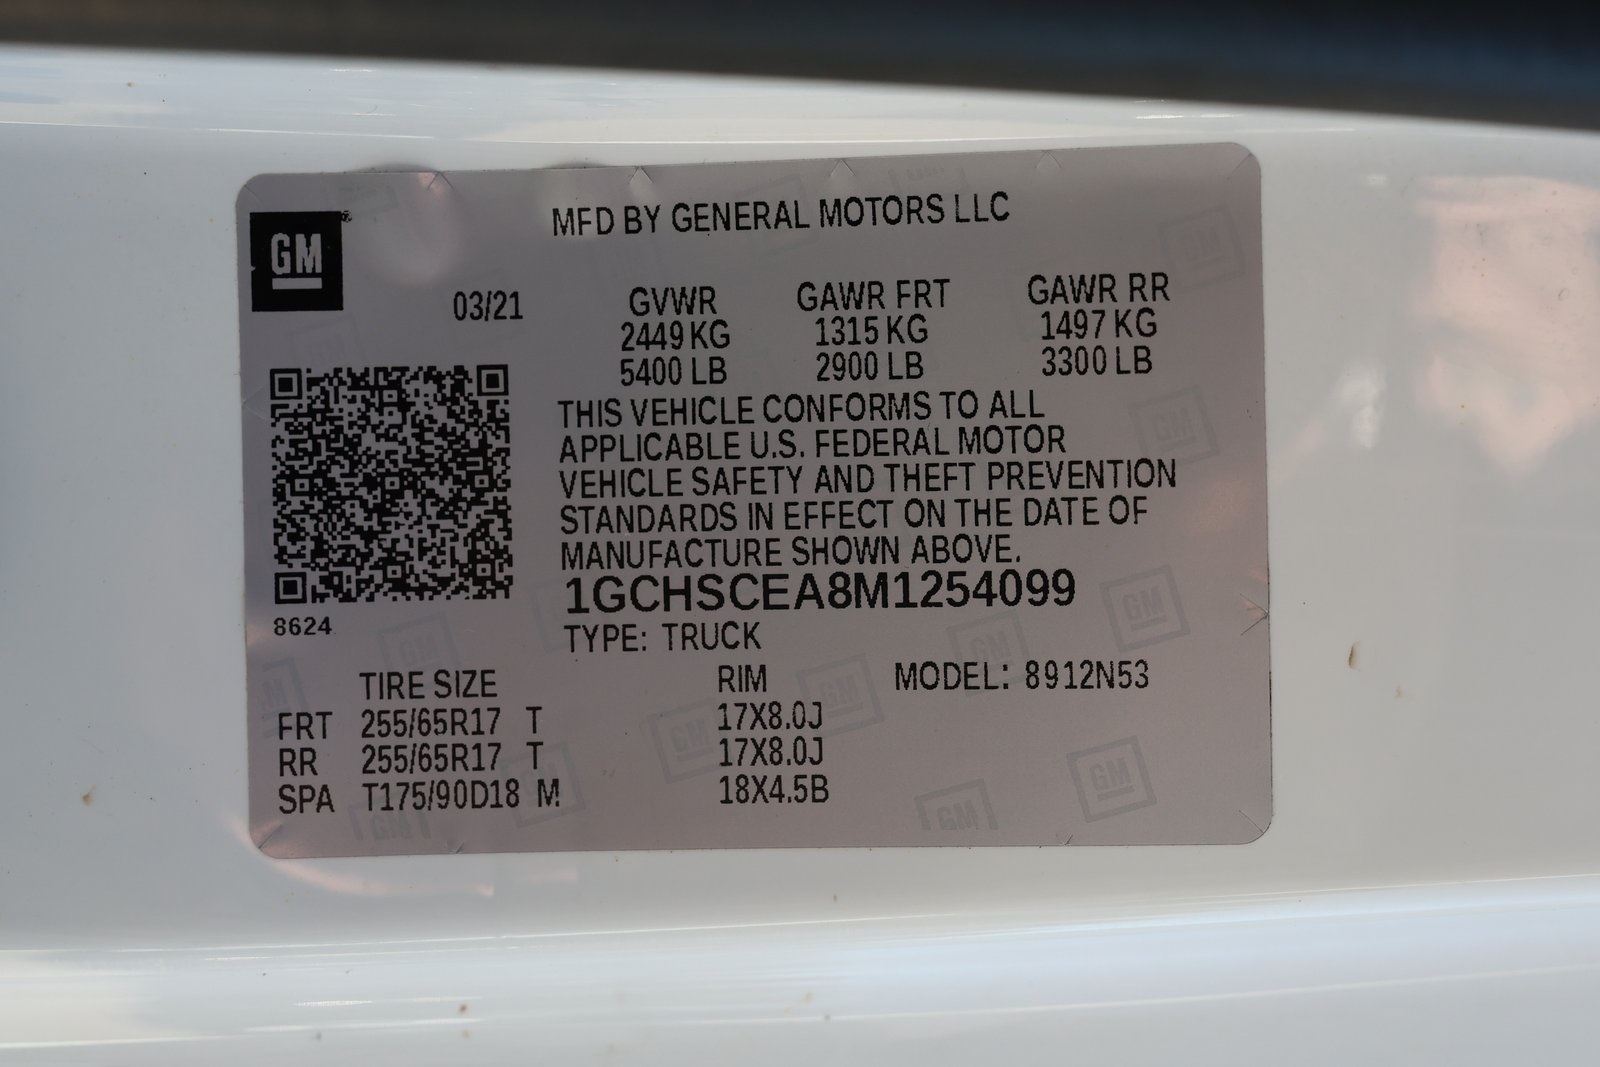 GM
MFD BY GENERAL MOTORS LLC
03/21
GVWR GAWR FRT GAWR RR
2449 KG 1315 KG 1497 KG
5400 LB 2900 LB 3300 LB
THIS VEHICLE CONFORMS TO ALL
APPLICABLE U.S. FEDERAL MOTOR
VEHICLE SAFETY AND THEFT PREVENTION
STANDARDS IN EFFECT ON THE DATE OF
MANUFACTURE SHOWN ABOVE.
1GCHSCEA8M1254099
8624
TYPE: TRUCK
TIRE SIZE RIM MODEL: 8912N53
FRT 255/65R17 T 17X8.0J
RR 255/65R17 T 17X8.0J
SPA T175/90D18 M 18X4.5B